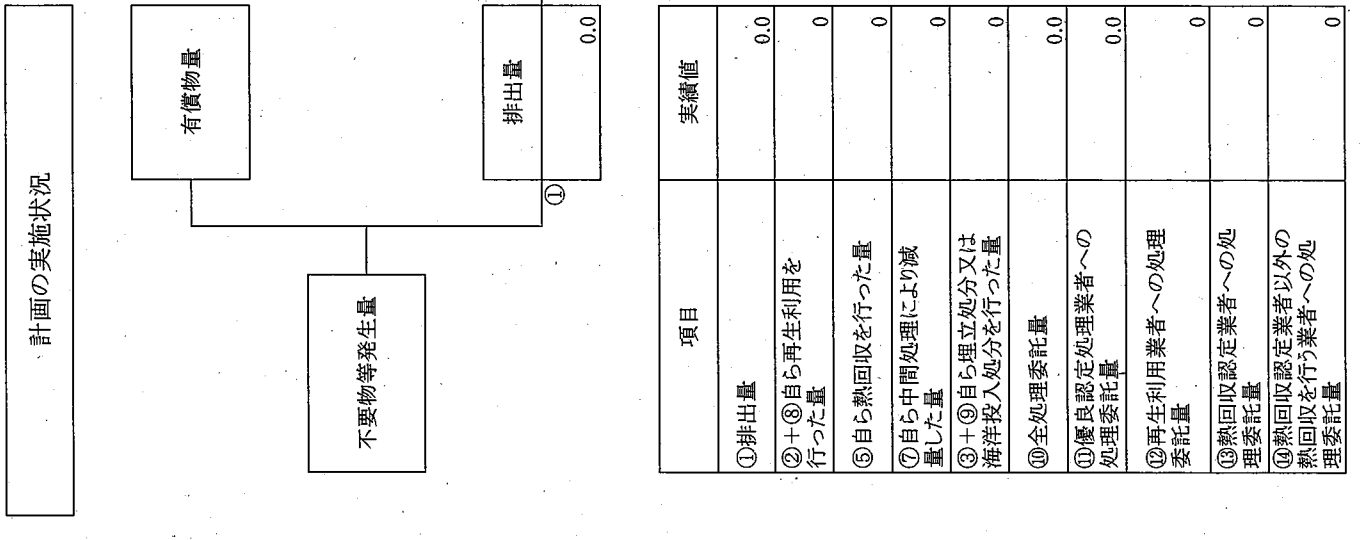 計画の実施状況
有償物量
不要物等発生量
排出量
①
0.0
項目
実績値
①排出量
0.0
②+⑧自ら再生利用を
行った量
0
⑤自ら熱回収を行った量
0
⑦自ら中間処理により減
量した量
0
③+⑨自ら埋立処分又は
海洋投入処分を行った量
0
⑩全処理委託量
0.0
⑪優良認定処理業者への
処理委託量
0.0
⑫再生利用業者への処理
委託量
0
⑬熱回収認定業者への処
理委託量
0
⑭熱回収認定業者以外の
熱回収を行う業者への処
理委託量
0